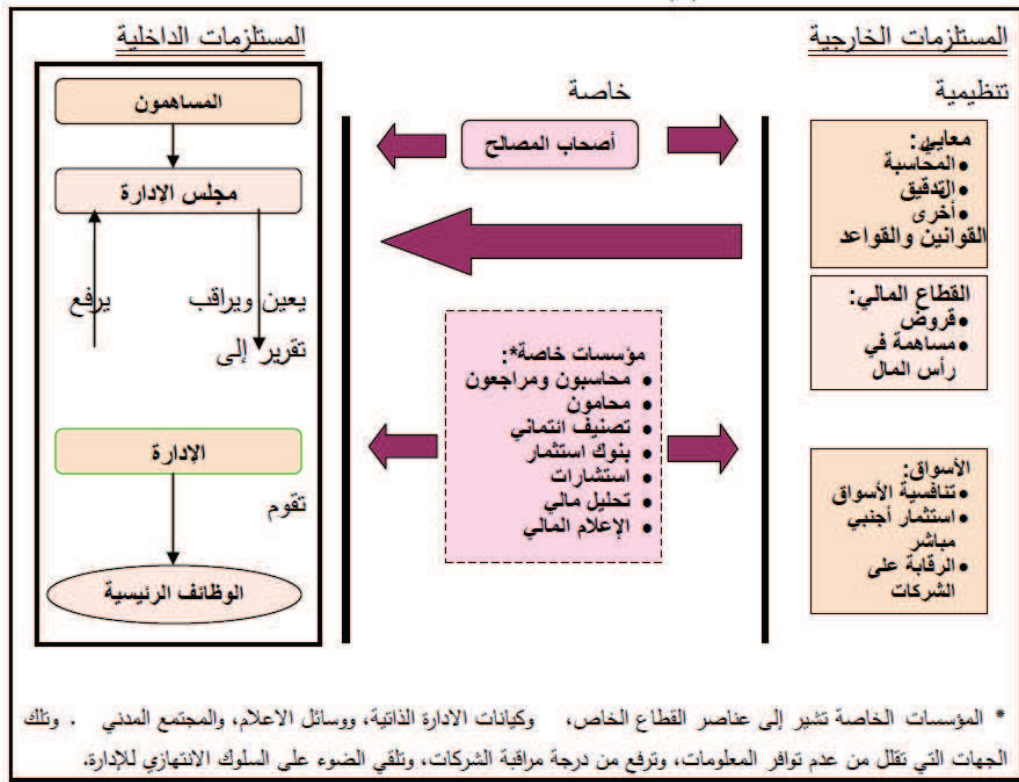 المستلزمات الخارجية
المستلزمات الداخلية
تنظيمية
خاصة
معايير:
• المحاسبة
• التدقيق
• أخرى
القوانين والقواعد
القطاع المالي:
• قروض
• مساهمة في
رأس المال
الأسواق:
• تنافسية الأسواق
• استثمار أجنبي
مباشر
• الرقابة على
الشركات
أصحاب المصالح
مؤسسات خاصة*:
• محاسبون ومراجعون
• محامون
• تصنيف ائتماني
• بنوك استثمار
• استشارات
• تحليل مالي
• الإعلام المالي
المساهمون
مجلس الإدارة
يعين ويراقب
يرفع
تقرير إلى
الإدارة
تقوم
الوظائف الرئيسية
* المؤسسات الخاصة تشير إلى عناصر القطاع الخاص، وكيانات الادارة الذاتية، ووسائل الاعلام، والمجتمع المدني . وتلك
الجهات التي تقلل من عدم توافر المعلومات، وترفع من درجة مراقبة الشركات، وتلقي الضوء على السلوك الانتهازي للإدارة.